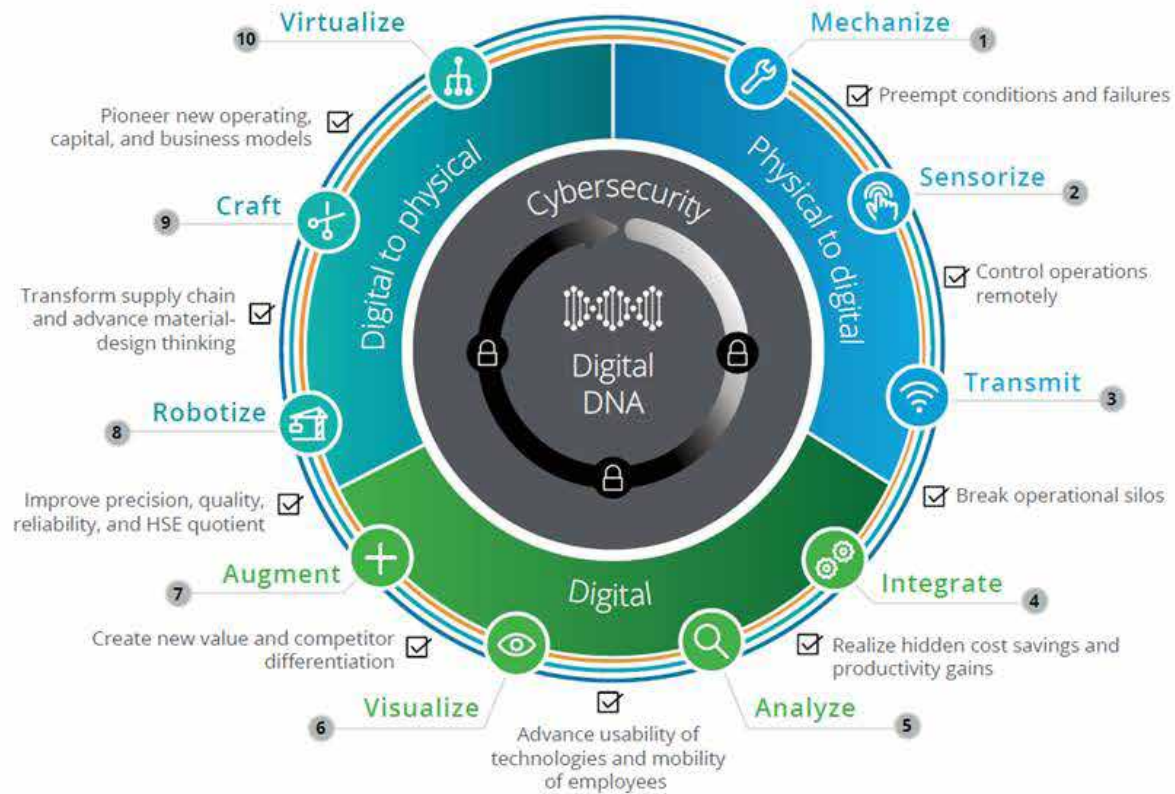 Mechanize
1
Preempt conditions and failures
Sensorize
2
Control operations
remotely
Transmit
3
Break operational silos
Integrate
4
Realize hidden cost savings and
productivity gains
Analyze
5
Advance usability of
technologies and mobility
of employees
Visualize
6
Create new value and competitor
differentiation
Augment
7
Improve precision, quality,
reliability, and HSE quotient
Robotize
8
Transform supply chain
and advance material-
design thinking
Craft
9
Pioneer new operating,
capital, and business models
Virtualize
10
Physical to digital
Digital
Digital to physical
Cybersecurity
Digital
DNA